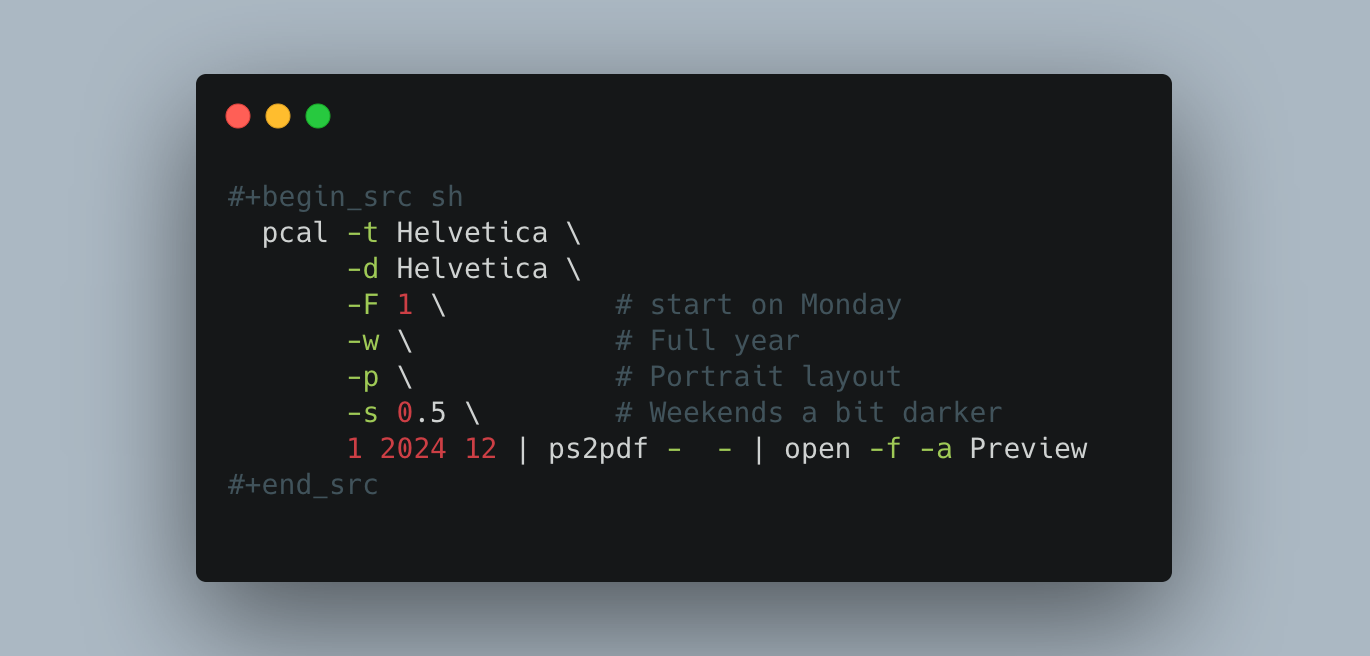 #+begin_src sh
  pcal -t Helvetica \
       -d Helvetica \
       -F 1 \          # start on Monday
       -w \            # Full year
       -p \            # Portrait layout
       -s 0.5 \        # Weekends a bit darker
       1 2024 12 | ps2pdf -  - | open -f -a Preview
#+end_src